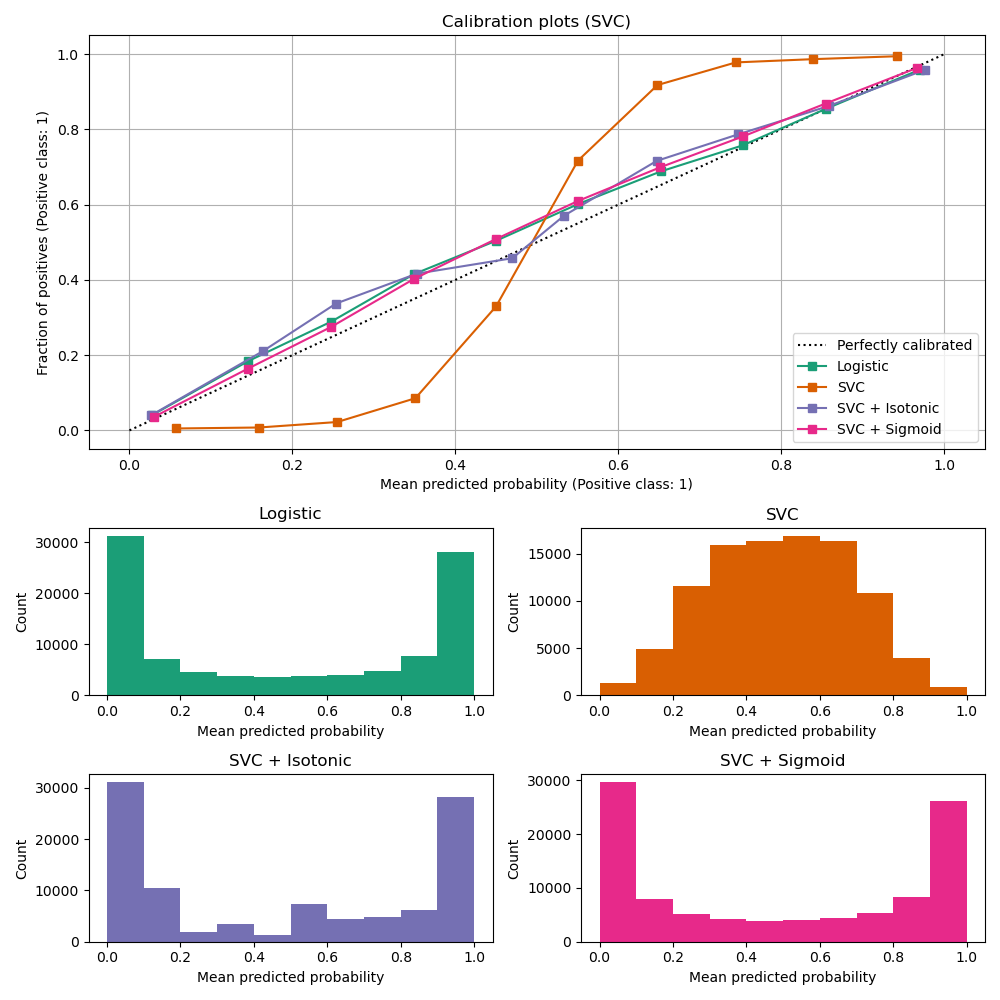 Calibration plots (SVC)
Fraction of positives (Positive class: 1)
1.0
0.8
0.6
0.4
0.2
0.0
0.0 0.2 0.4 0.6 0.8 1.0
Mean predicted probability (Positive class: 1)
Perfectly calibrated
Logistic
SVC
SVC + Isotonic
SVC + Sigmoid
Logistic
Count
30000
20000
10000
0
0.0 0.2 0.4 0.6 0.8 1.0
Mean predicted probability
SVC
Count
15000
10000
5000
0
0.0 0.2 0.4 0.6 0.8 1.0
Mean predicted probability
SVC + Isotonic
Count
30000
20000
10000
0
0.0 0.2 0.4 0.6 0.8 1.0
Mean predicted probability
SVC + Sigmoid
Count
30000
20000
10000
0
0.0 0.2 0.4 0.6 0.8 1.0
Mean predicted probability